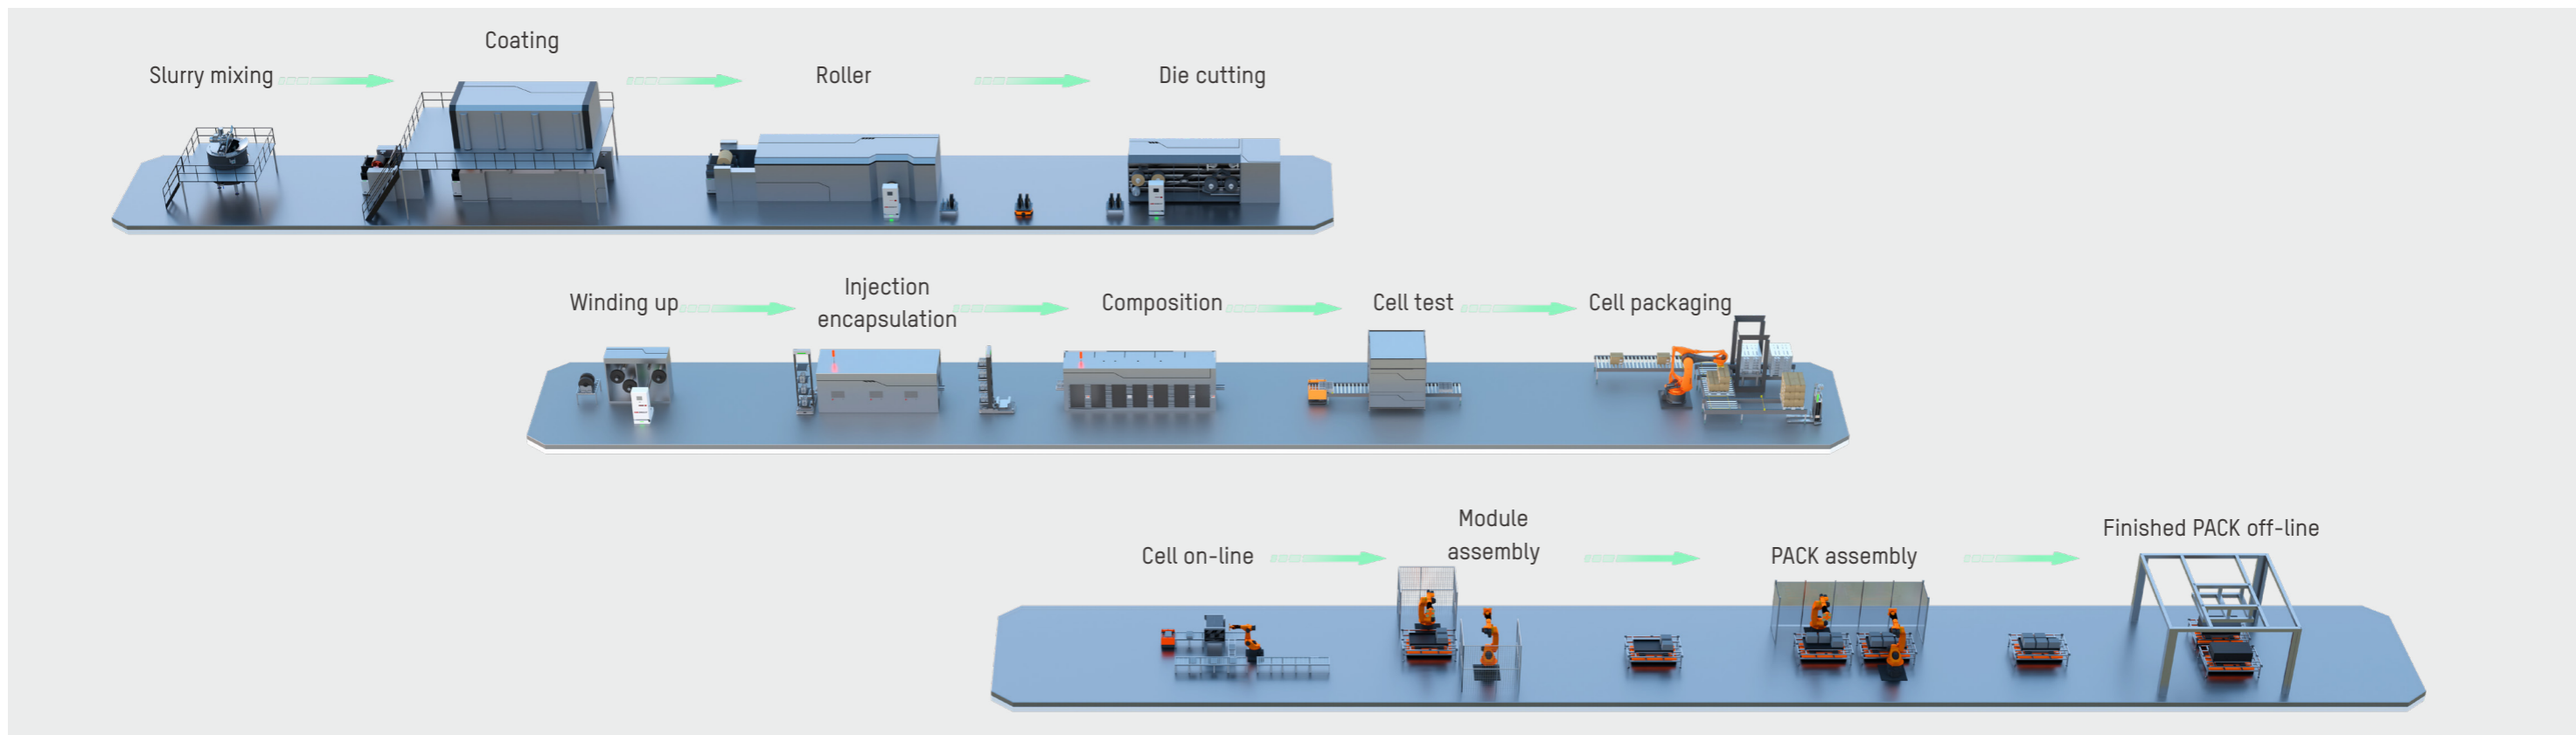 Coating
Slurry mixing
Roller
Die cutting
Winding up
Injection
encapsulation
Composition
Cell test
Cell packaging
Cell on-line
Module
assembly
PACK assembly
Finished PACK off-line